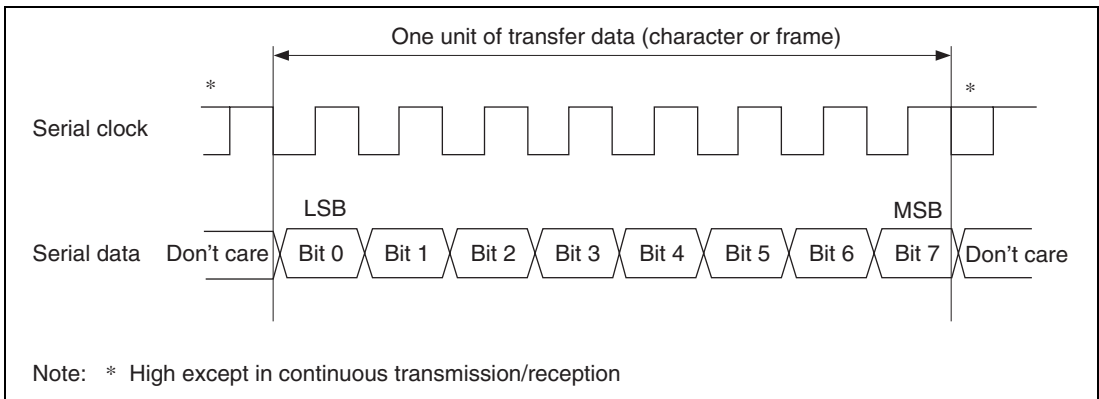 One unit of transfer data (character or frame)
* *
Serial clock
LSB MSB
Serial data Don't care Bit 0 Bit 1 Bit 2 Bit 3 Bit 4 Bit 5 Bit 6 Bit 7 Don't care
Note: * High except in continuous transmission/reception